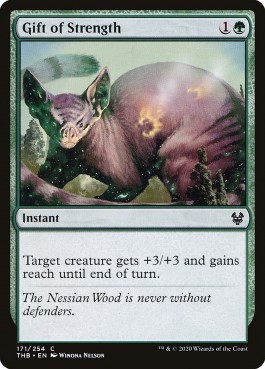 Gift of Strength 1
Instant
Target creature gets +3/+3 and gains
reach until end of turn.
The Nessian Wood is never without
defenders.
171/254 C
THB • EN Winona Nelson
™ & © 2020 Wizards of the Coast